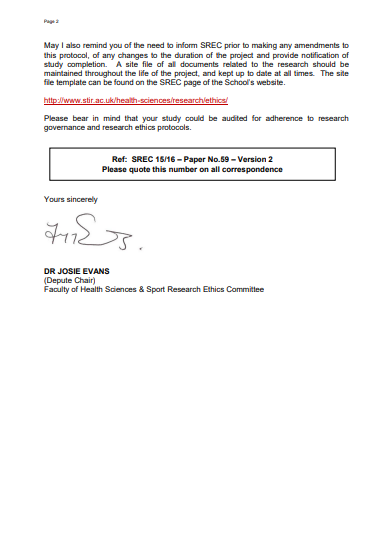 Page 2
May I also remind you of the need to inform SREC prior to making any amendments to
this protocol, of any changes to the duration of the project and provide notification of
study completion. A site file of all documents related to the research should be
maintained throughout the life of the project, and kept up to date at all times. The site
file template can be found on the SREC page of the School's website.
http://www.stir.ac.uk/health-sciences/research/ethics/
Please bear in mind that your study could be audited for adherence to research
governance and research ethics protocols.
Ref: SREC 15/16 – Paper No.59 – Version 2
Please quote this number on all correspondence
Yours sincerely
DR JOSIE EVANS
(Depute Chair)
Faculty of Health Sciences & Sport Research Ethics Committee